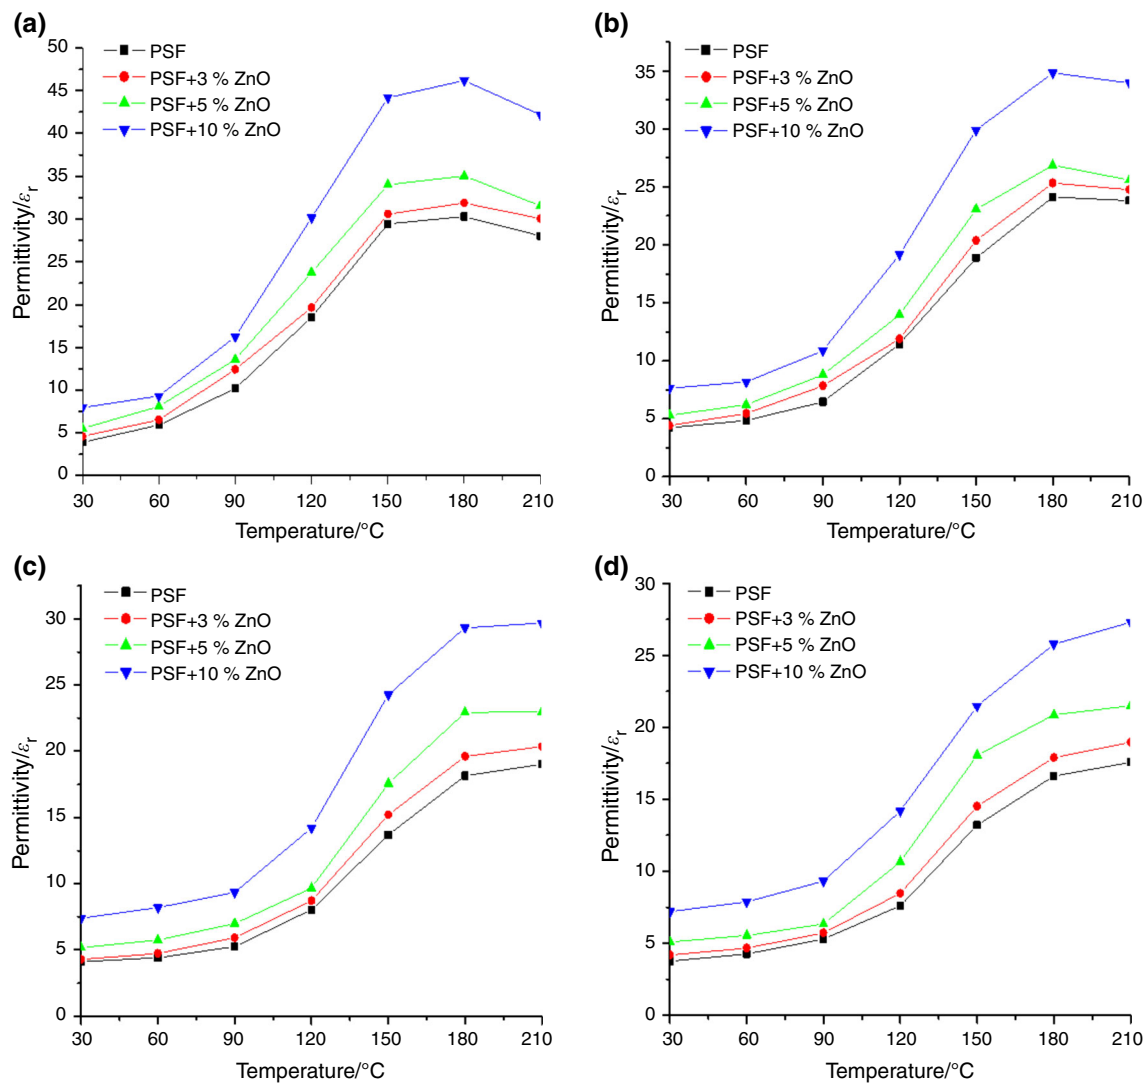 (a)
50
45
40
35
30
25
20
15
10
5
0
Permittivity/εr
PSF
PSF+3 % ZnO
PSF+5 % ZnO
PSF+10 % ZnO
30 60 90 120 150 180 210
Temperature/°C
(b)
35
30
25
20
15
10
5
0
Permittivity/εr
PSF
PSF+3 % ZnO
PSF+5 % ZnO
PSF+10 % ZnO
30 60 90 120 150 180 210
Temperature/°C
(c)
30
25
20
15
10
5
0
Permittivity/εr
PSF
PSF+3 % ZnO
PSF+5 % ZnO
PSF+10 % ZnO
30 60 90 120 150 180 210
Temperature/°C
(d)
30
25
20
15
10
5
0
Permittivity/εr
PSF
PSF+3 % ZnO
PSF+5 % ZnO
PSF+10 % ZnO
30 60 90 120 150 180 210
Temperature/°C